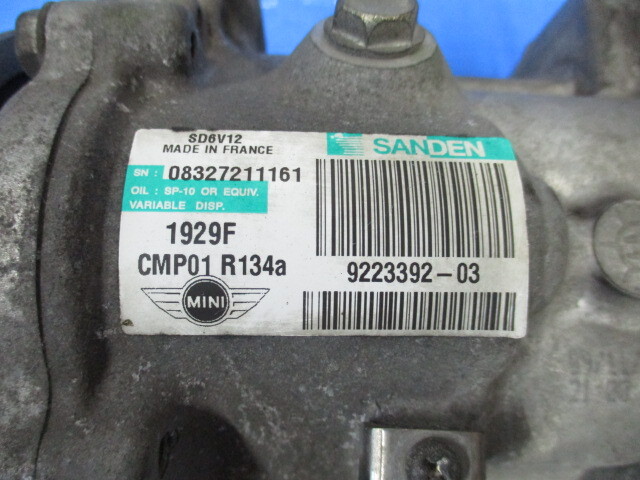 SD6V12
MADE IN FRANCE
SANDEN
SN : 08327211161
OIL : SP-10 OR EQUIV.
VARIABLE DISP.
1929F
CMP01 R134a
9223392-03
MINI